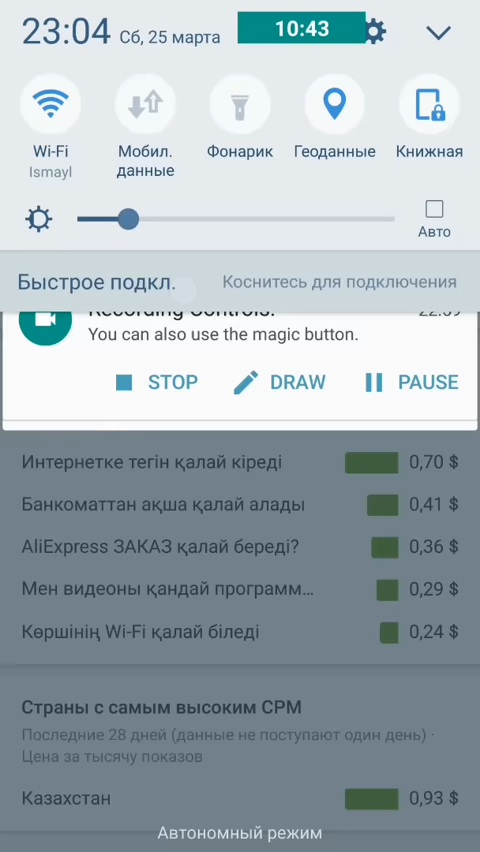 23:04 Сб, 25 марта 10:43
Wi-Fi
Ismayl
Мобил.
данные
Фонарик
Геоданные
Книжная
Авто
Быстрое подкл. Коснитесь для подключения
Recording Controls. 22:59
You can also use the magic button.
STOP DRAW PAUSE
Интернетке тегін қалай кіреді 0,70 $
Банкоматтан ақша қалай алады 0,41 $
AliExpress ЗАКАЗ қалай береді? 0,36 $
Мен видеоны қандай программ... 0,29 $
Көршінің Wi-Fi қалай біледі 0,24 $
Страны с самым высоким CPM
Последние 28 дней (данные не поступают один день) ·
Цена за тысячу показов
Казахстан 0,93 $
Автономный режим